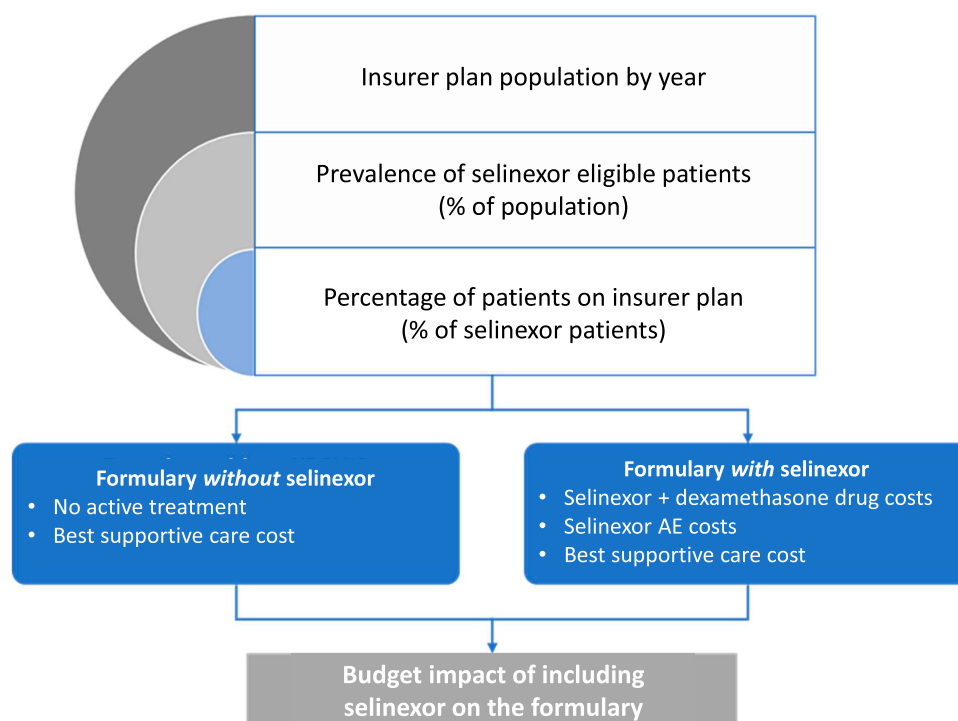 Insurer plan population by year
Prevalence of selinexor eligible patients
(% of population)
Percentage of patients on insurer plan
(% of selinexor patients)
Formulary without selinexor
• No active treatment
• Best supportive care cost
Formulary with selinexor
• Selinexor + dexamethasone drug costs
• Selinexor AE costs
• Best supportive care cost
Budget impact of including
selinexor on the formulary